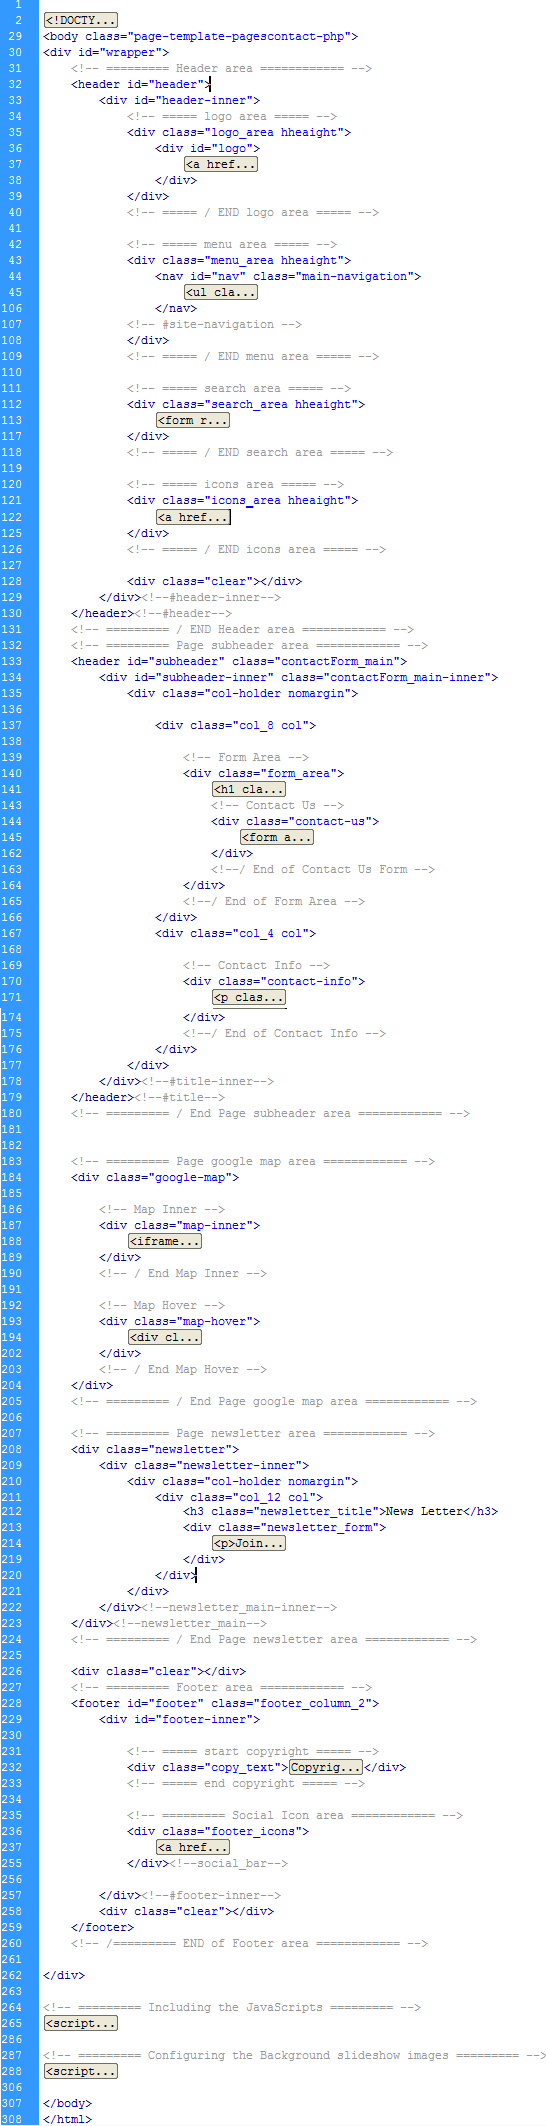 1
2 <!DOCTY...
29 <body class="page-template-pagescontact-php">
30 <div id="wrapper">
31 <!-- ========= Header area ============ -->
32 <header id="header">
33 <div id="header-inner">
34 <!-- ===== logo area ===== -->
35 <div class="logo_area hheaight">
36 <div id="logo">
37 <a href...
38 </div>
39 </div>
40 <!-- ===== / END logo area ===== -->
41
42 <!-- ===== menu area ===== -->
43 <div class="menu_area hheaight">
44 <nav id="nav" class="main-navigation">
45 <ul cla...
106 </nav>
107 <!-- #site-navigation -->
108 </div>
109 <!-- ===== / END menu area ===== -->
110
111 <!-- ===== search area ===== -->
112 <div class="search_area hheaight">
113 <form r...
117 </div>
118 <!-- ===== / END search area ===== -->
119
120 <!-- ===== icons area ===== -->
121 <div class="icons_area hheaight">
122 <a href...
125 </div>
126 <!-- ===== / END icons area ===== -->
127
128 <div class="clear"></div>
129 </div><!--#header-inner-->
130 </header><!--#header-->
131 <!-- ========= / END Header area ============ -->
132 <!-- ========= Page subheader area ============ -->
133 <header id="subheader" class="contactForm_main">
134 <div id="subheader-inner" class="contactForm_main-inner">
135 <div class="col-holder nomargin">
136
137 <div class="col_8 col">
138
139 <!-- Form Area -->
140 <div class="form_area">
141 <h1 cla...
143 <!-- Contact Us -->
144 <div class="contact-us">
145 <form a...
162 </div>
163 <!--/ End of Contact Us Form -->
164 </div>
165 <!--/ End of Form Area -->
166 </div>
167 <div class="col_4 col">
168
169 <!-- Contact Info -->
170 <div class="contact-info">
171 <p clas...
174 </div>
175 <!--/ End of Contact Info -->
176 </div>
177 </div>
178 </div><!--#title-inner-->
179 </header><!--#title-->
180 <!-- ========= / End Page subheader area ============ -->
181
182
183 <!-- ========= Page google map area ============ -->
184 <div class="google-map">
185
186 <!-- Map Inner -->
187 <div class="map-inner">
188 <iframe...
189 </div>
190 <!-- / End Map Inner -->
191
192 <!-- Map Hover -->
193 <div class="map-hover">
194 <div cl...
202 </div>
203 <!-- / End Map Hover -->
204 </div>
205 <!-- ========= / End Page google map area ============ -->
206
207 <!-- ========= Page newsletter area ============ -->
208 <div class="newsletter">
209 <div class="newsletter-inner">
210 <div class="col-holder nomargin">
211 <div class="col_12 col">
212 <h3 class="newsletter_title">News Letter</h3>
213 <div class="newsletter_form">
214 <p>Join...
219 </div>
220 </div>
221 </div>
222 </div><!--newsletter_main-inner-->
223 </div><!--newsletter_main-->
224 <!-- ========= / End Page newsletter area ============ -->
225
226 <div class="clear"></div>
227 <!-- ========= Footer area ============ -->
228 <footer id="footer" class="footer_column_2">
229 <div id="footer-inner">
230
231 <!-- ===== start copyright ===== -->
232 <div class="copy_text">Copyrig...</div>
233 <!-- ===== end copyright ===== -->
234
235 <!-- ========= Social Icon area ============ -->
236 <div class="footer_icons">
237 <a href...
255 </div><!--social_bar-->
256
257 </div><!--#footer-inner-->
258 <div class="clear"></div>
259 </footer>
260 <!-- /========= END of Footer area ============ -->
261
262 </div>
263
264 <!-- ========= Including the JavaScripts ========= -->
265 <script...
286
287 <!-- ========= Configuring the Background slideshow images ========= -->
288 <script...
306
307 </body>
308 </html>